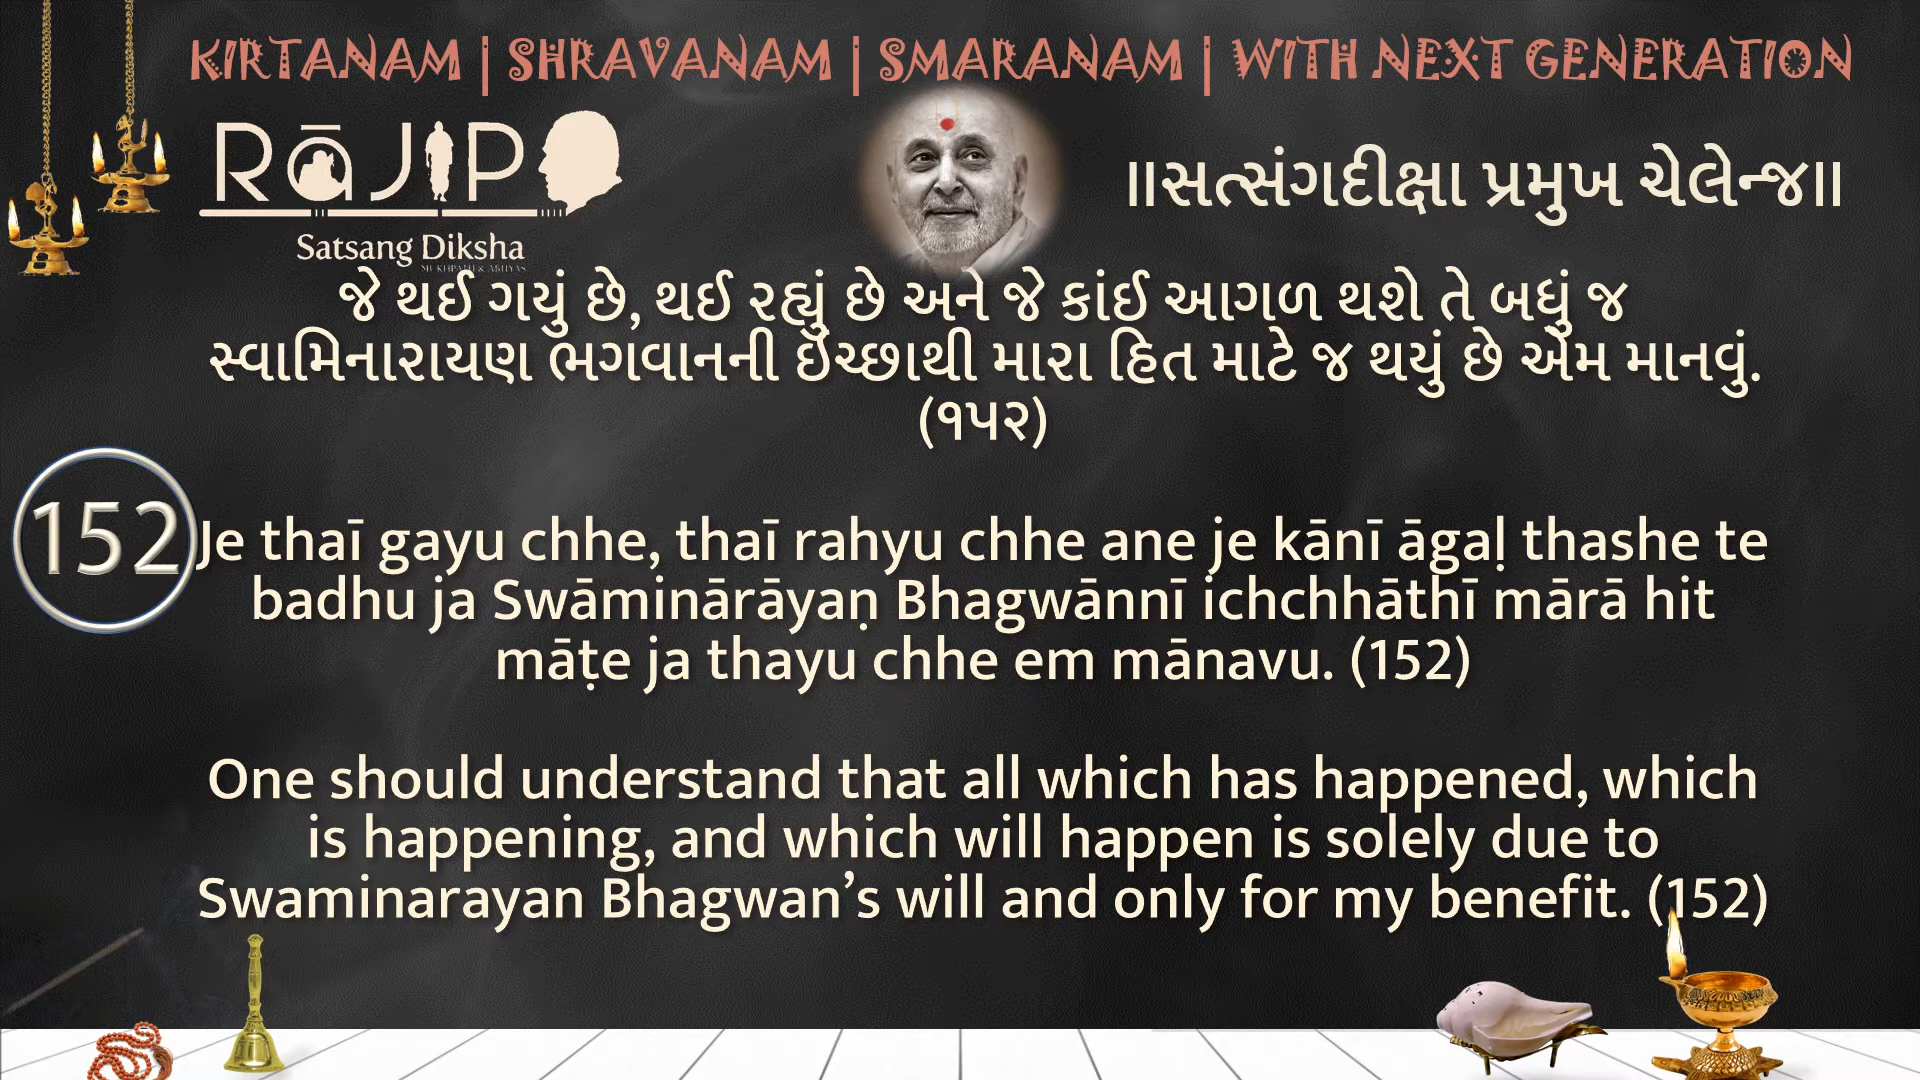 KIRTANAM | SHRAVANAM | SMARANAM | WITH NEXT GENERATION
RāJIPO
॥સત્સંગદીક્ષા પ્રમુખ ચેલેન્જ॥
Satsang Diksha
MUKHPATH & ABHYAS
જે થઈ ગયું છે, થઈ રહ્યું છે અને જે કાંઈ આગળ થશે તે બધું જ
સ્વામિનારાયણ ભગવાનની ઇચ્છાથી મારા હિત માટે જ થયું છે એમ માનવું.
(૧૫૨)
152
Je thaī gayu chhe, thaī rahyu chhe ane je kānī āgaḷ thashe te
badhu ja Swāminārāyaṇ Bhagwānnī ichchhāthī mārā hit
māṭe ja thayu chhe em mānavu. (152)
One should understand that all which has happened, which
is happening, and which will happen is solely due to
Swaminarayan Bhagwan’s will and only for my benefit. (152)